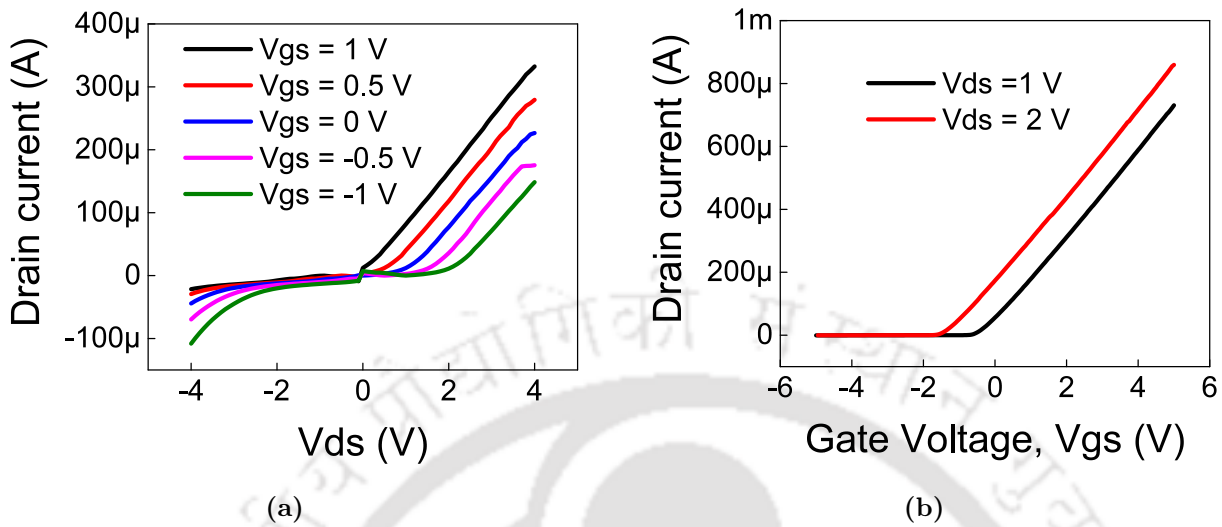 400µ
300µ
200µ
100µ
0
-100µ
Drain current (A)
Vgs = 1 V
Vgs = 0.5 V
Vgs = 0 V
Vgs = -0.5 V
Vgs = -1 V
-4
-2
0
2
4
Vds (V)
(a)
1m
800µ
600µ
400µ
200µ
0
Drain current (A)
Vds =1 V
Vds = 2 V
-6
-4
-2
0
2
4
6
Gate Voltage, Vgs (V)
(b)
प्रौद्योगिकी संस्थान